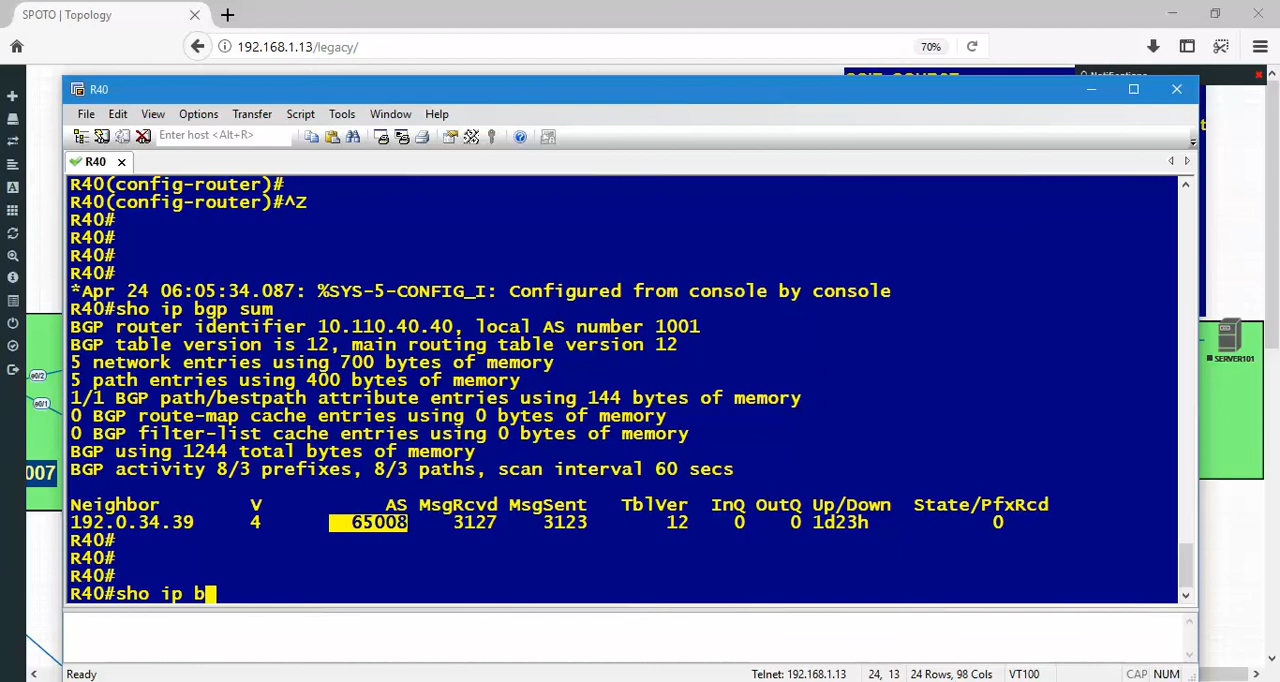 SPOTO | Topology
192.168.1.13/legacy/
70%
R40
File Edit View Options Transfer Script Tools Window Help
Enter host <Alt+R>
R40
R40(config-router)#
R40(config-router)#^Z
R40#
R40#
R40#
R40#
*Apr 24 06:05:34.087: %SYS-5-CONFIG_I: Configured from console by console
R40#sho ip bgp sum
BGP router identifier 10.110.40.40, local AS number 1001
BGP table version is 12, main routing table version 12
5 network entries using 700 bytes of memory
5 path entries using 400 bytes of memory
1/1 BGP path/bestpath attribute entries using 144 bytes of memory
0 BGP route-map cache entries using 0 bytes of memory
0 BGP filter-list cache entries using 0 bytes of memory
BGP using 1244 total bytes of memory
BGP activity 8/3 prefixes, 8/3 paths, scan interval 60 secs
Neighbor V AS MsgRcvd MsgSent TblVer InQ OutQ Up/Down State/PfxRcd
192.0.34.39 4 65008 3127 3123 12 0 0 1d23h 0
R40#
R40#
R40#
R40#sho ip b
e0/2
e0/1
007
SERVER101
Ready Telnet: 192.168.1.13 24, 13 24 Rows, 98 Cols VT100 CAP NUM